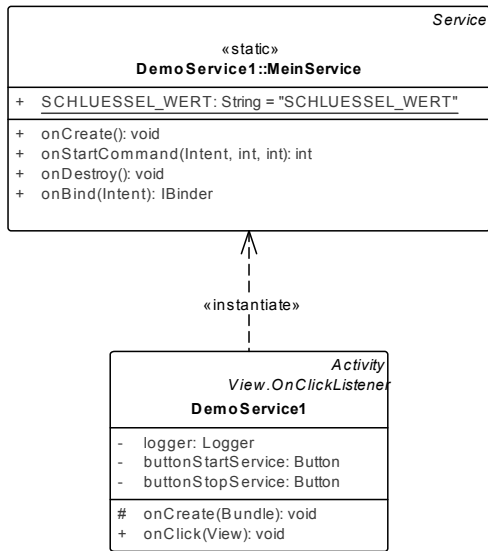 Service
«static»
DemoService1::MeinService
+ SCHLUESSEL_WERT: String = "SCHLUESSEL_WERT"
+ onCreate(): void
+ onStartCommand(Intent, int, int): int
+ onDestroy(): void
+ onBind(Intent): IBinder
«instantiate»
Activity
View.OnClickListener
DemoService1
- logger: Logger
- buttonStartService: Button
- buttonStopService: Button
# onCreate(Bundle): void
+ onClick(View): void